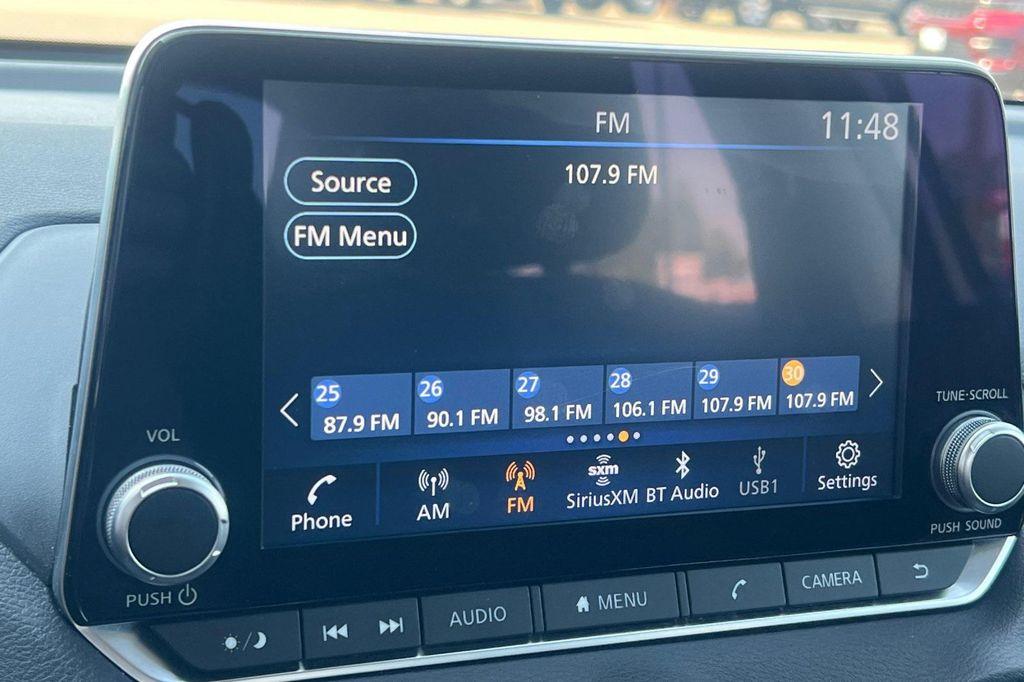 FM
11:48
Source
107.9 FM
FM Menu
25
87.9 FM
26
90.1 FM
27
98.1 FM
28
106.1 FM
29
107.9 FM
30
107.9 FM
Phone
AM
FM
sxm
SiriusXM
BT Audio
USB1
Settings
VOL
PUSH
TUNE·SCROLL
PUSH SOUND
AUDIO
MENU
CAMERA